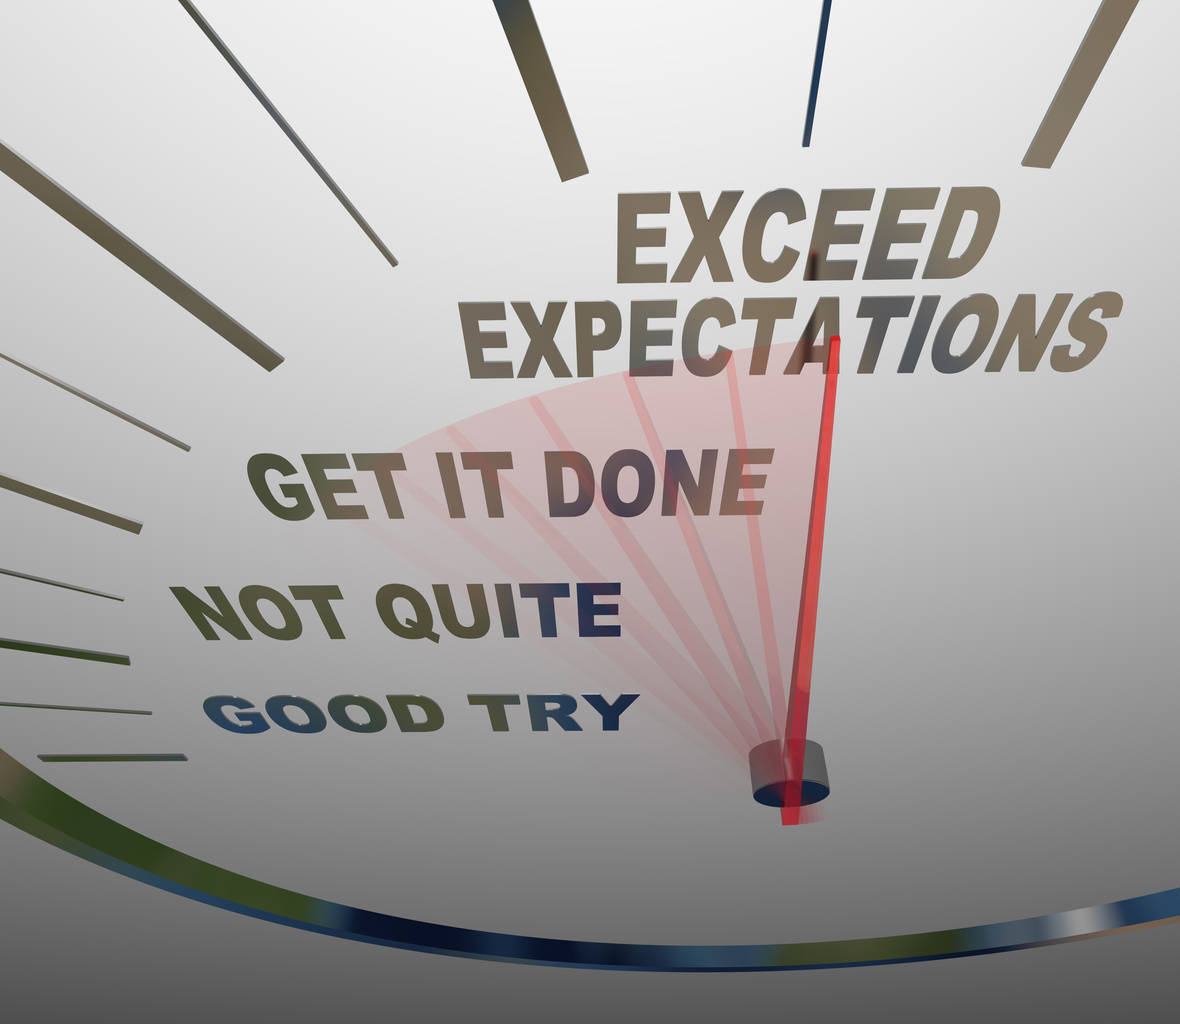 EXCEED
EXPECTATIONS
GET IT DONE
NOT QUITE
GOOD TRY